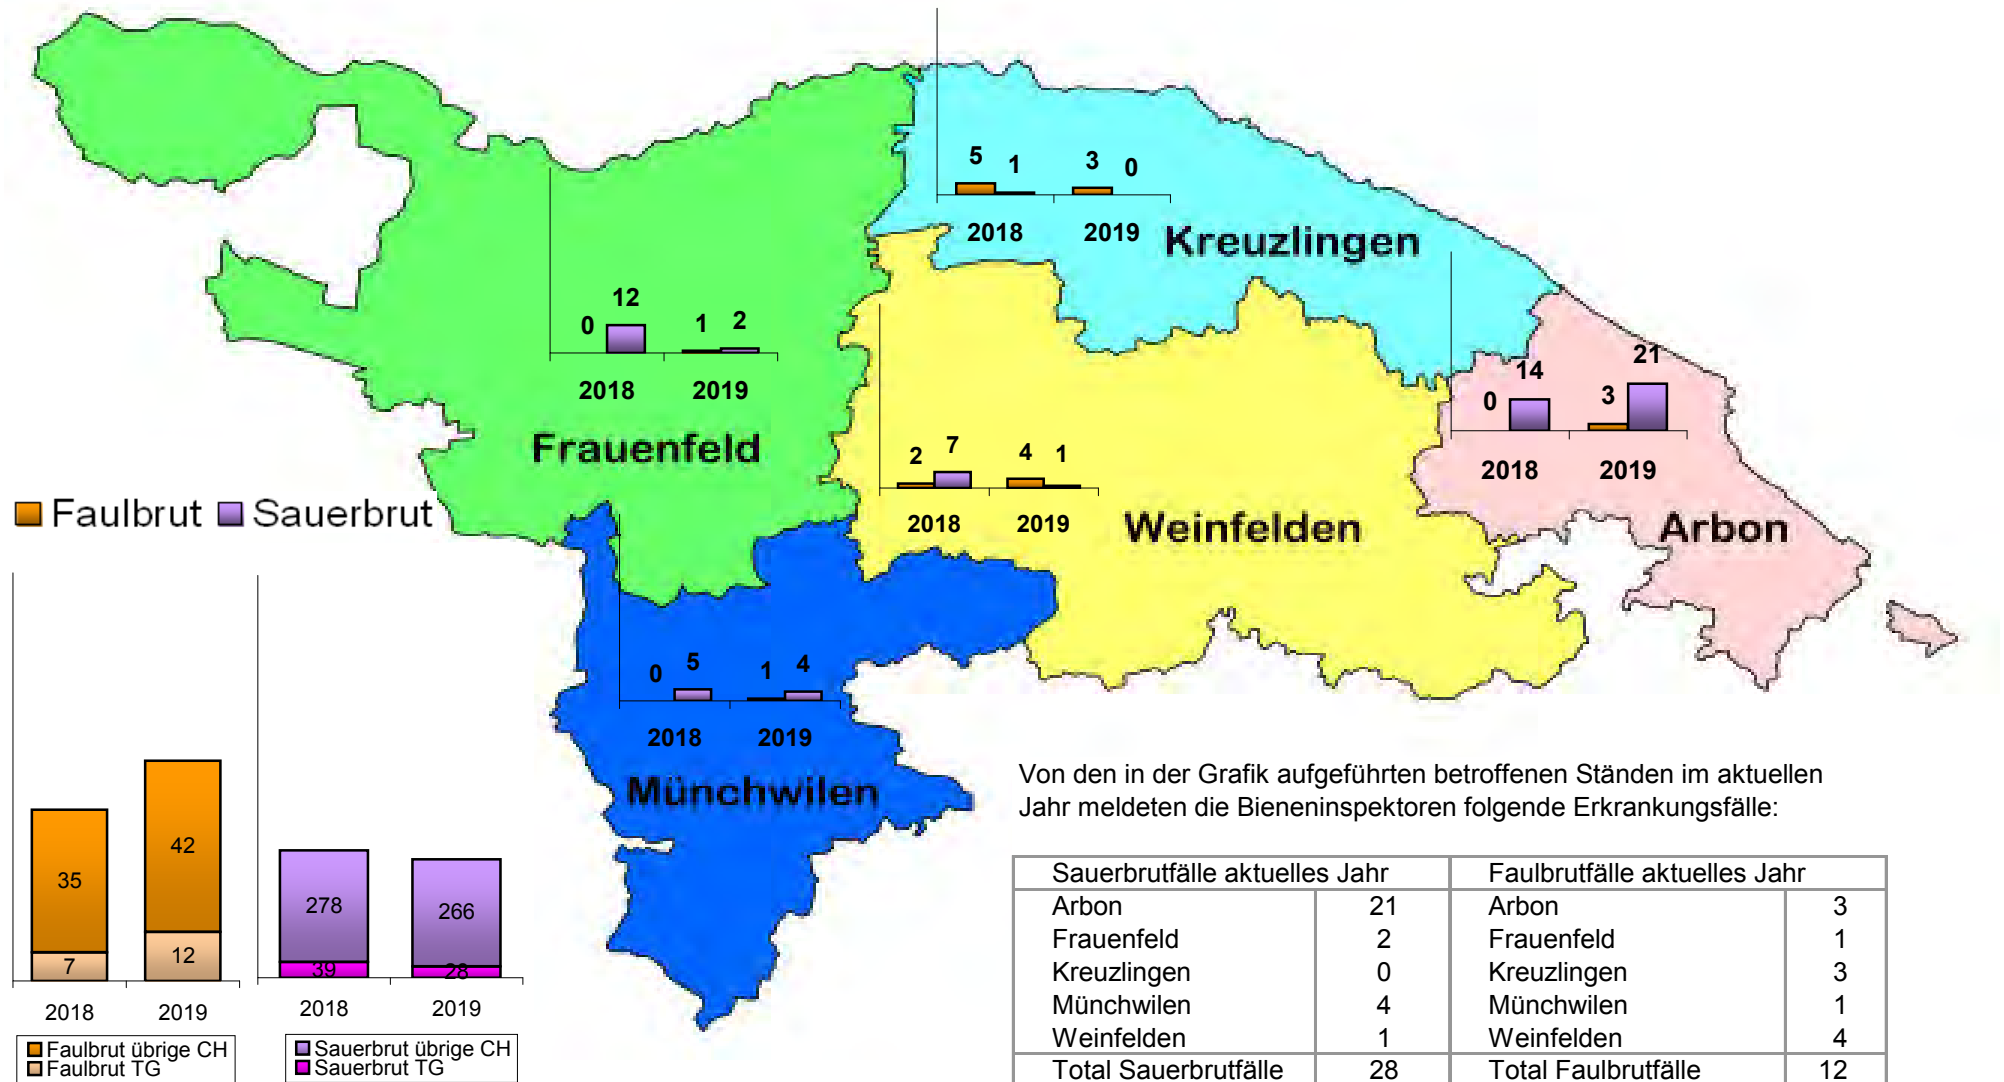 5 1 3 0
2018 2019
Kreuzlingen
0 12 1 2
2018 2019
Frauenfeld
2 7 4 1
2018 2019
Weinfelden
0 14 3 21
2018 2019
Arbon
0 5 1 4
2018 2019
Münchwilen
Faulbrut Sauerbrut
35 42
7 12
2018 2019
Faulbrut übrige CH
Faulbrut TG
278 266
39 28
2018 2019
Sauerbrut übrige CH
Sauerbrut TG
Von den in der Grafik aufgeführten betroffenen Ständen im aktuellen
Jahr meldeten die Bieneninspektoren folgende Erkrankungsfälle:
Sauerbrutfälle aktuelles Jahr Faulbrutfälle aktuelles Jahr
Arbon 21 Arbon 3
Frauenfeld 2 Frauenfeld 1
Kreuzlingen 0 Kreuzlingen 3
Münchwilen 4 Münchwilen 1
Weinfelden 1 Weinfelden 4
Total Sauerbrutfälle 28 Total Faulbrutfälle 12